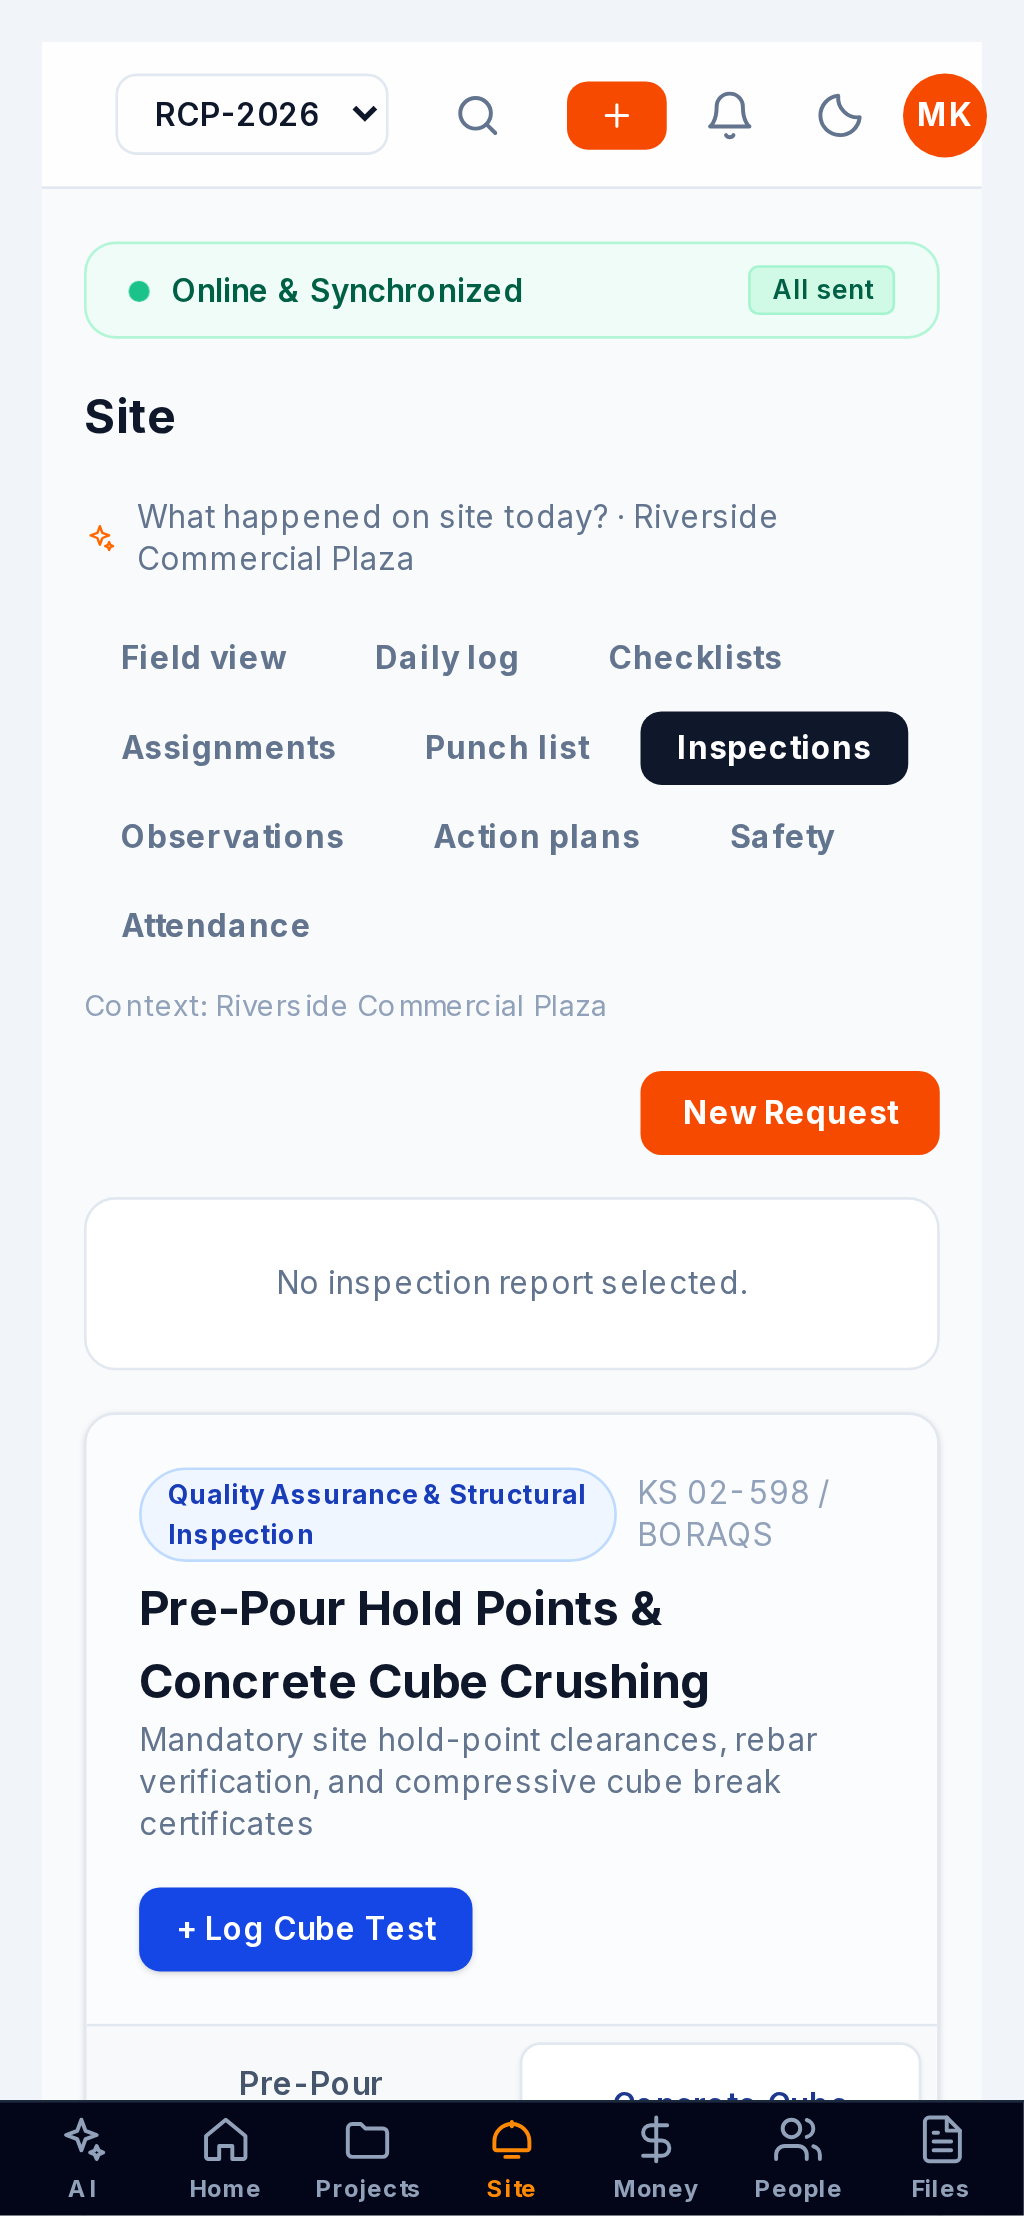 RCP-2026
+
MK
Online & Synchronized
All sent
Site
What happened on site today? · Riverside
Commercial Plaza
Field view
Daily log
Checklists
Assignments
Punch list
Inspections
Observations
Action plans
Safety
Attendance
Context: Riverside Commercial Plaza
New Request
No inspection report selected.
Quality Assurance & Structural
Inspection
KS 02-598 /
BORAQS
Pre-Pour Hold Points &
Concrete Cube Crushing
Mandatory site hold-point clearances, rebar
verification, and compressive cube break
certificates
+ Log Cube Test
Pre-Pour
Concrete Cube
AI
Home
Projects
Site
Money
People
Files